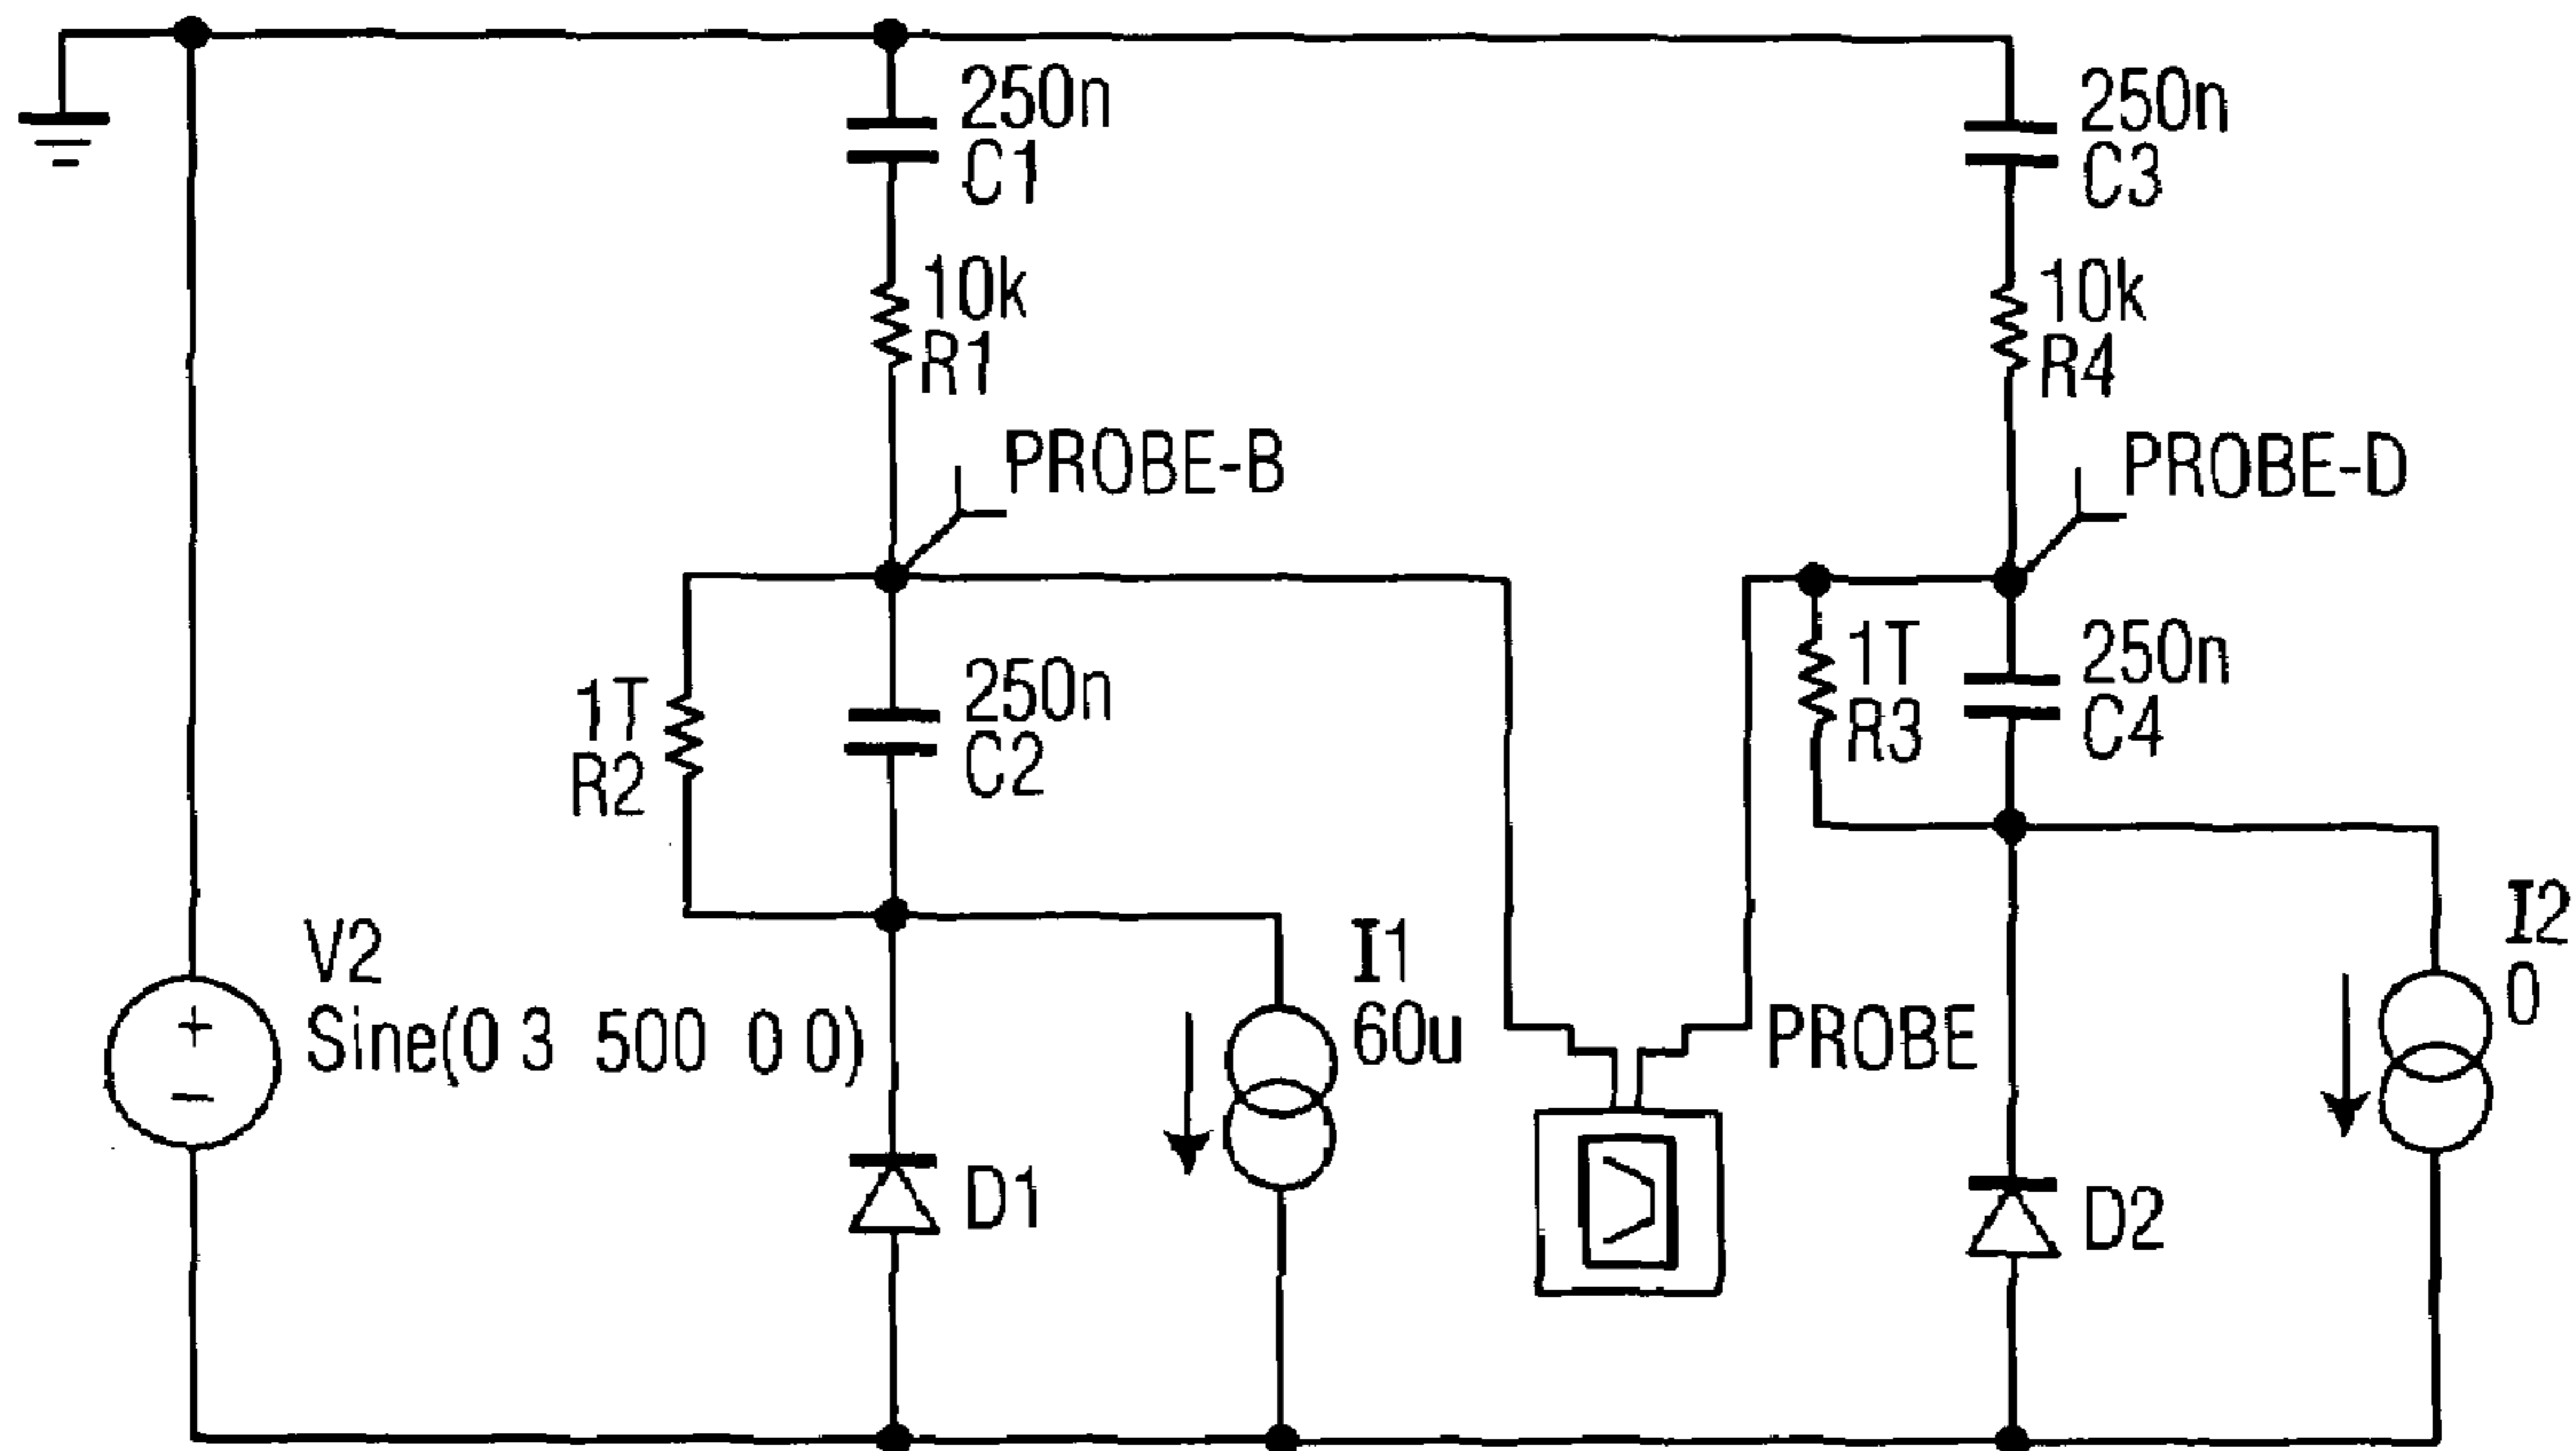 250n
C1
250n
C3
10k
R1
10k
R4
PROBE-B
PROBE-D
1T
R2
250n
C2
1T
R3
250n
C4
V2
Sine(0 3 500 0 0)
I1
60u
PROBE
I2
0
D1
D2